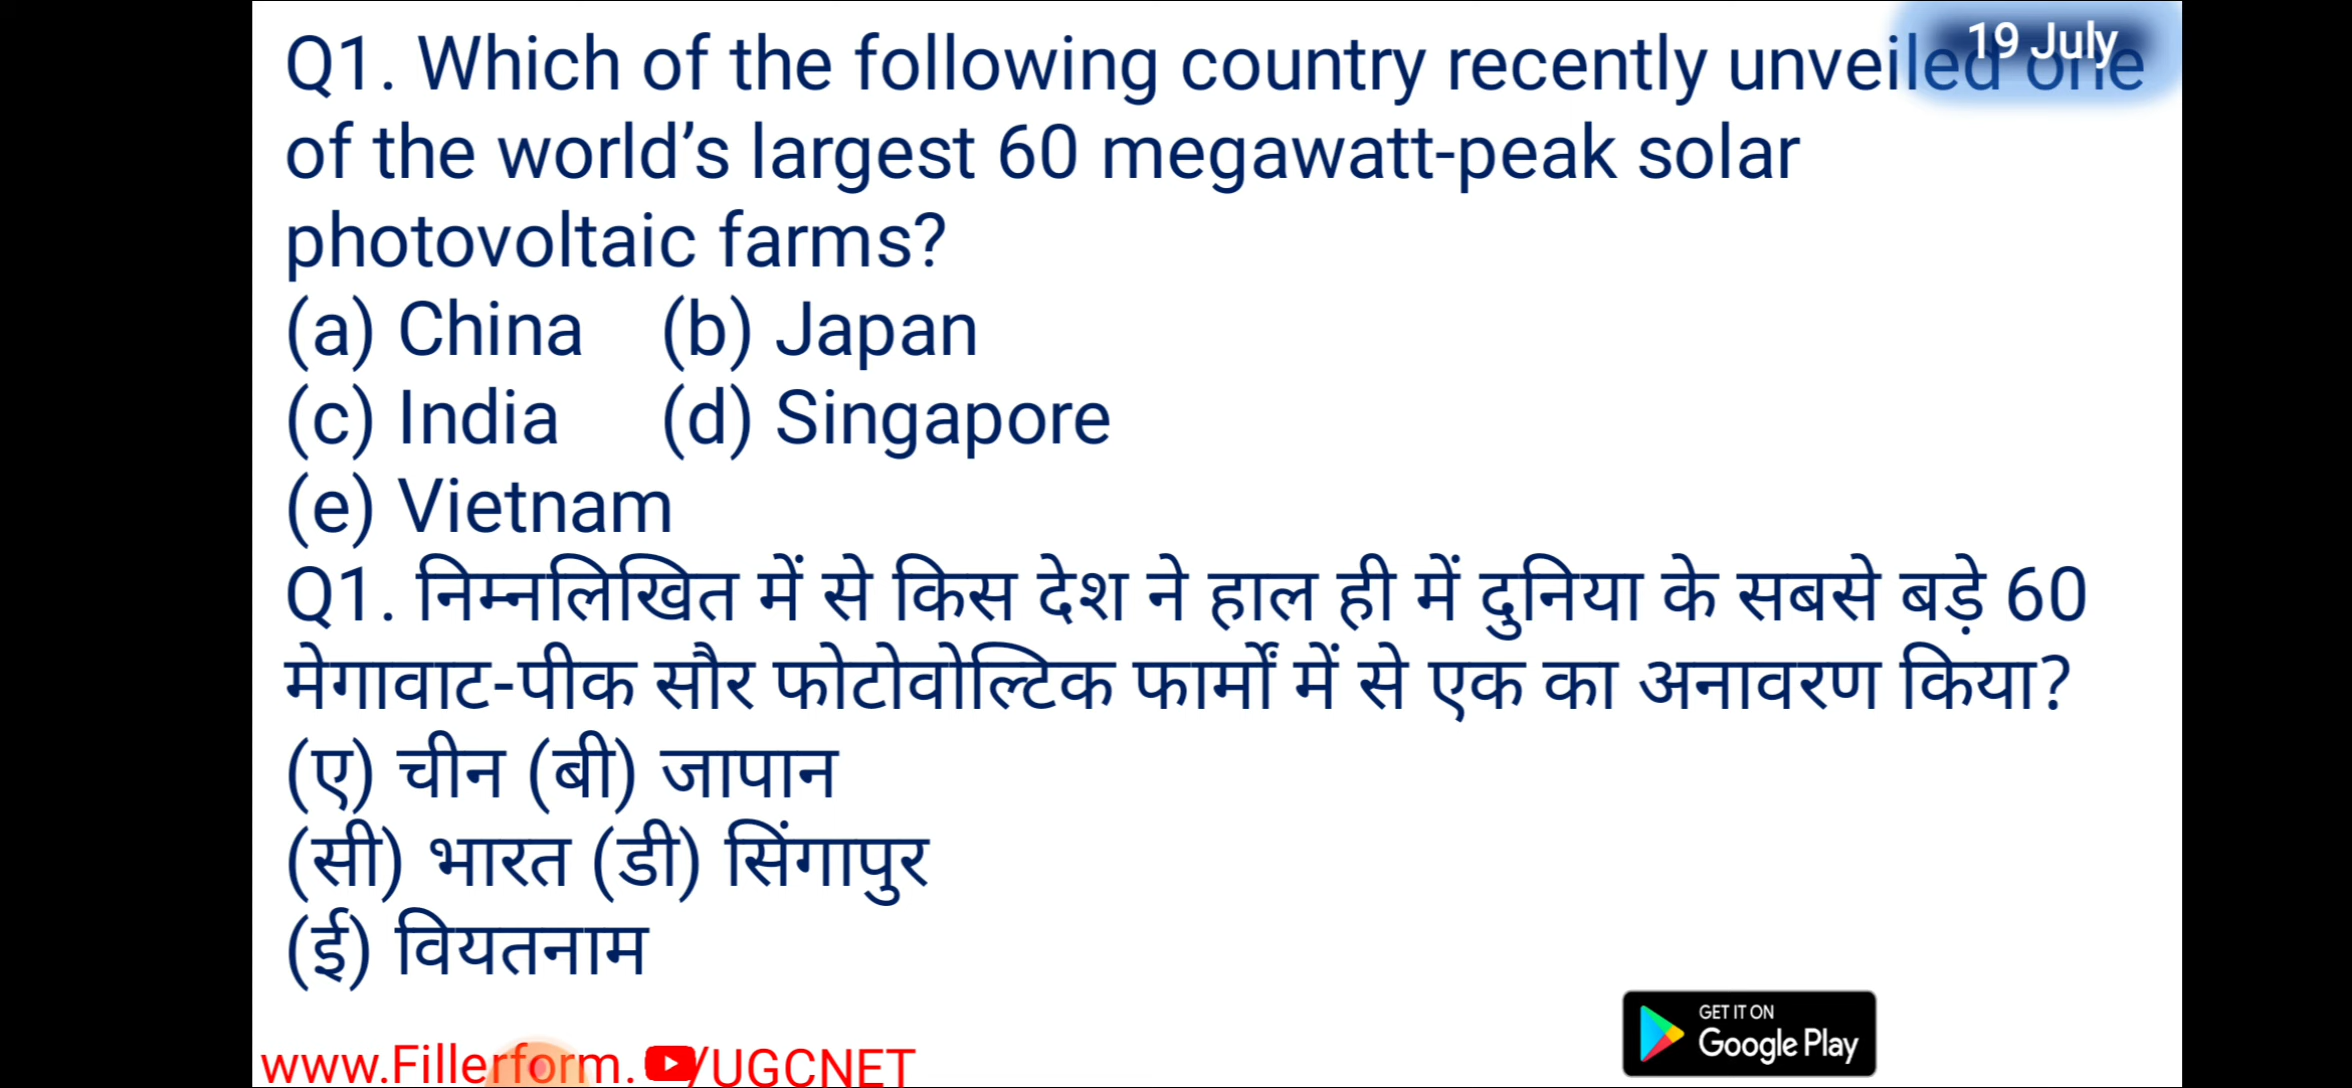 19 July
Q1. Which of the following country recently unveiled one
of the world's largest 60 megawatt-peak solar
photovoltaic farms?
(a) China (b) Japan
(c) India (d) Singapore
(e) Vietnam
Q1. निम्नलिखित में से किस देश ने हाल ही में दुनिया के सबसे बड़े 60
मेगावाट-पीक सौर फोटोवोल्टिक फार्मों में से एक का अनावरण किया?
(ए) चीन (बी) जापान
(सी) भारत (डी) सिंगापुर
(ई) वियतनाम
GET IT ON
Google Play
www.Fillerform. /UGCNET